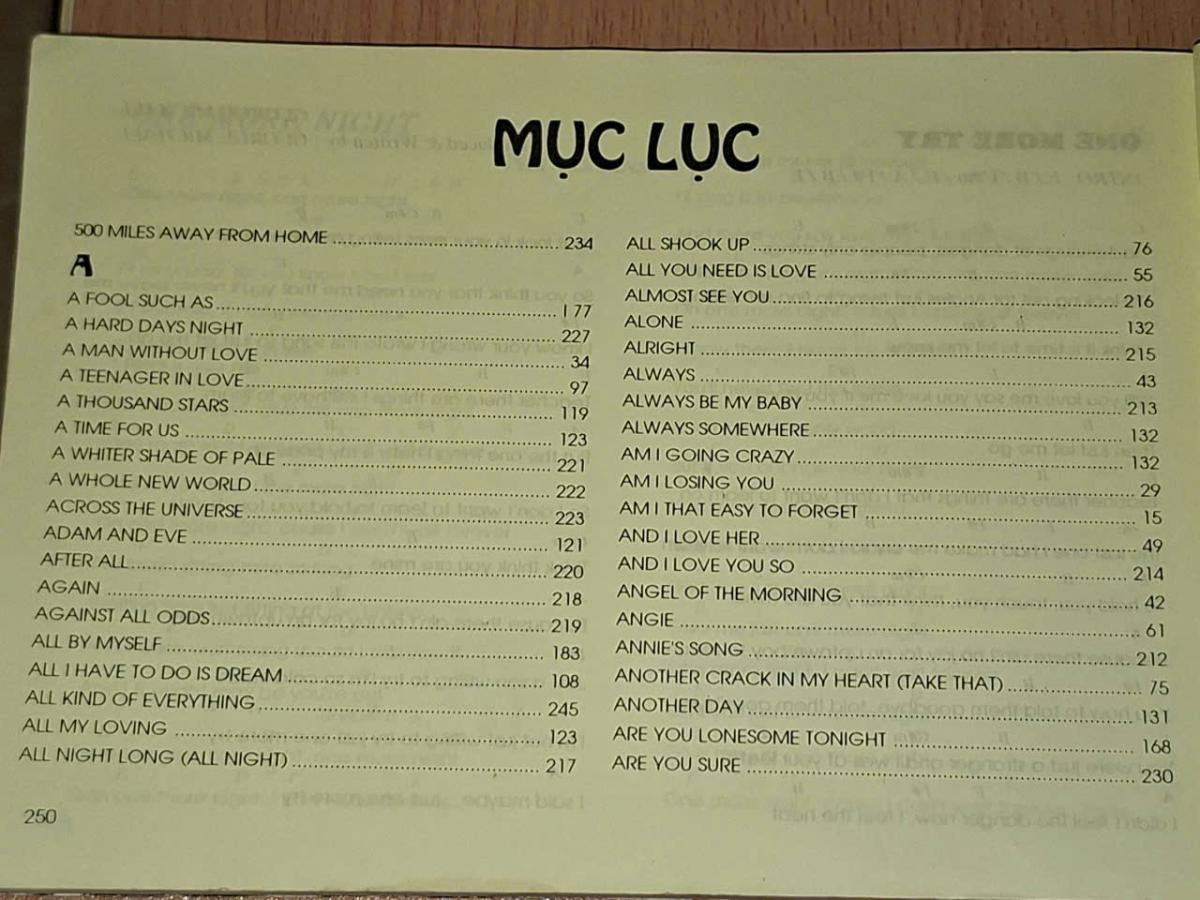 MỤC LỤC
500 MILES AWAY FROM HOME ........ 234
A
A FOOL SUCH AS ........ I 77
A HARD DAYS NIGHT ........ 227
A MAN WITHOUT LOVE ........ 34
A TEENAGER IN LOVE ........ 97
A THOUSAND STARS ........ 119
A TIME FOR US ........ 123
A WHITER SHADE OF PALE ........ 221
A WHOLE NEW WORLD ........ 222
ACROSS THE UNIVERSE ........ 223
ADAM AND EVE ........ 121
AFTER ALL ........ 220
AGAIN ........ 218
AGAINST ALL ODDS ........ 219
ALL BY MYSELF ........ 183
ALL I HAVE TO DO IS DREAM ........ 108
ALL KIND OF EVERYTHING ........ 245
ALL MY LOVING ........ 123
ALL NIGHT LONG (ALL NIGHT) ........ 217
ALL SHOOK UP ........ 76
ALL YOU NEED IS LOVE ........ 55
ALMOST SEE YOU ........ 216
ALONE ........ 132
ALRIGHT ........ 215
ALWAYS ........ 43
ALWAYS BE MY BABY ........ 213
ALWAYS SOMEWHERE ........ 132
AM I GOING CRAZY ........ 132
AM I LOSING YOU ........ 29
AM I THAT EASY TO FORGET ........ 15
AND I LOVE HER ........ 49
AND I LOVE YOU SO ........ 214
ANGEL OF THE MORNING ........ 42
ANGIE ........ 61
ANNIE'S SONG ........ 212
ANOTHER CRACK IN MY HEART (TAKE THAT) ........ 75
ANOTHER DAY ........ 131
ARE YOU LONESOME TONIGHT ........ 168
ARE YOU SURE ........ 230
250